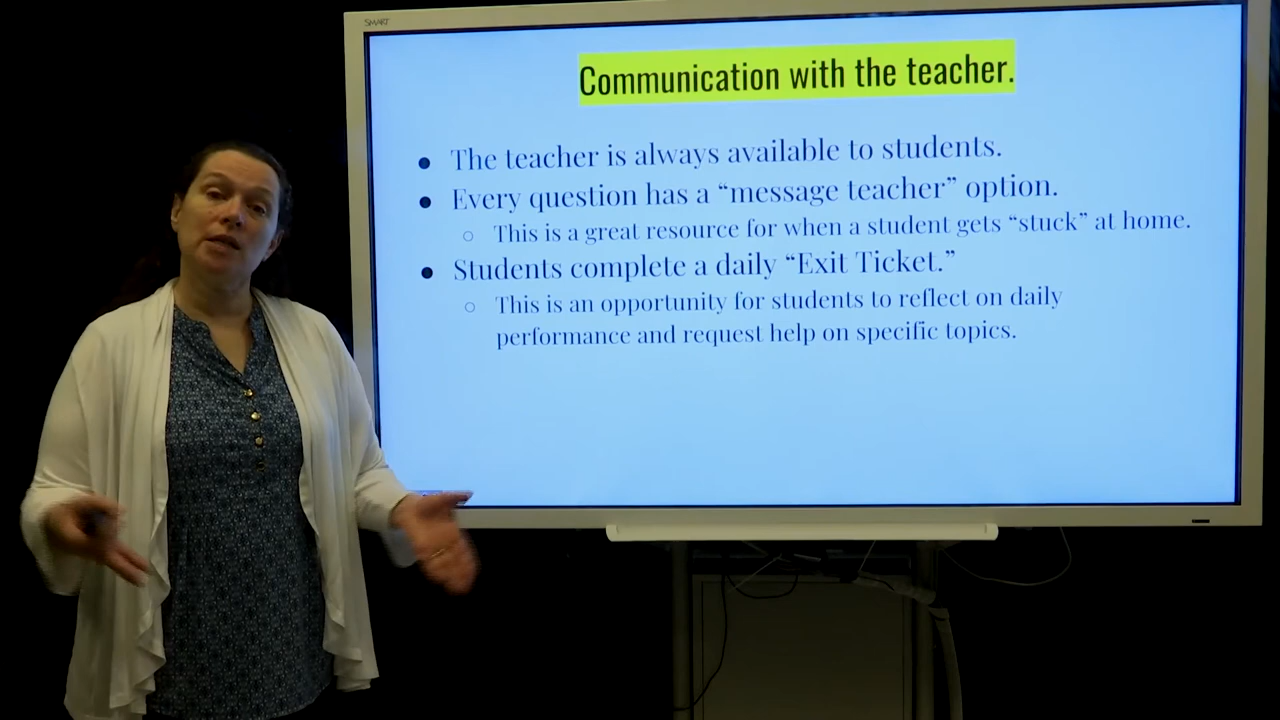 SMART
Communication with the teacher.
● The teacher is always available to students.
● Every question has a “message teacher” option.
○ This is a great resource for when a student gets “stuck” at home.
● Students complete a daily “Exit Ticket.”
○ This is an opportunity for students to reflect on daily
performance and request help on specific topics.